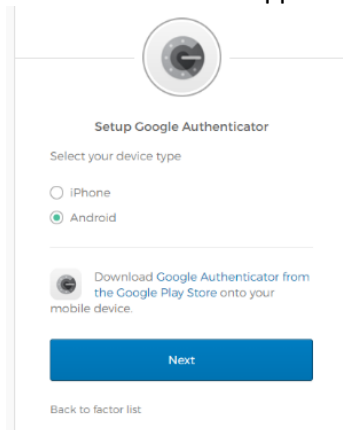 Setup Google Authenticator
Select your device type
iPhone
Android
Download Google Authenticator from
the Google Play Store onto your
mobile device.
Next
Back to factor list